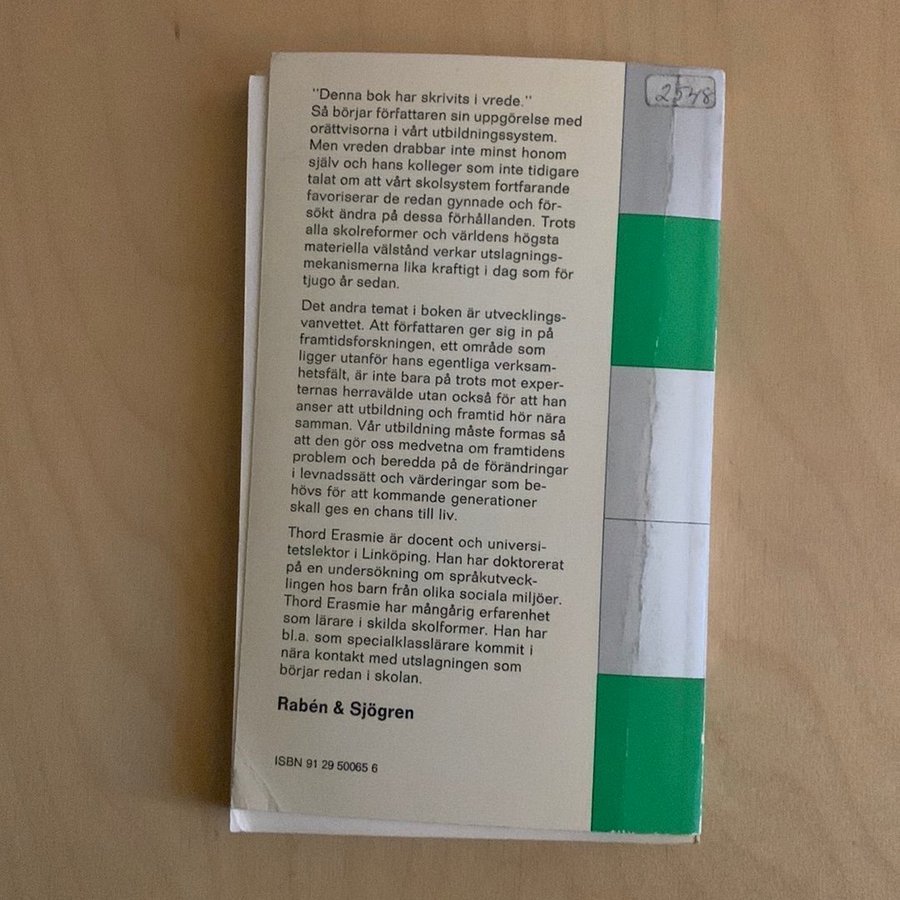 "Denna bok har skrivits i vrede."
Så börjar författaren sin uppgörelse med
orättvisorna i vårt utbildningssystem.
Men vreden drabbar inte minst honom
själv och hans kolleger som inte tidigare
talat om att vårt skolsystem fortfarande
favoriserar de redan gynnade och för-
sökt ändra på dessa förhållanden. Trots
alla skolreformer och världens högsta
materiella välstånd verkar utslagnings-
mekanismerna lika kraftigt i dag som för
tjugo år sedan.
Det andra temat i boken är utvecklings-
vanvettet. Att författaren ger sig in på
framtidsforskningen, ett område som
ligger utanför hans egentliga verksam-
hetsfält, är inte bara på trots mot exper-
ternas herravälde utan också för att han
anser att utbildning och framtid hör nära
samman. Vår utbildning måste formas så
att den gör oss medvetna om framtidens
problem och beredda på de förändringar
i levnadssätt och värderingar som be-
hövs för att kommande generationer
skall ges en chans till liv.
Thord Erasmie är docent och universi-
tetslektor i Linköping. Han har doktorerat
på en undersökning om språkutveck-
lingen hos barn från olika sociala miljöer.
Thord Erasmie har mångårig erfarenhet
som lärare i skilda skolformer. Han har
bl.a. som specialklasslärare kommit i
nära kontakt med utslagningen som
börjar redan i skolan.
Rabén & Sjögren
ISBN 91 29 50065 6
2548